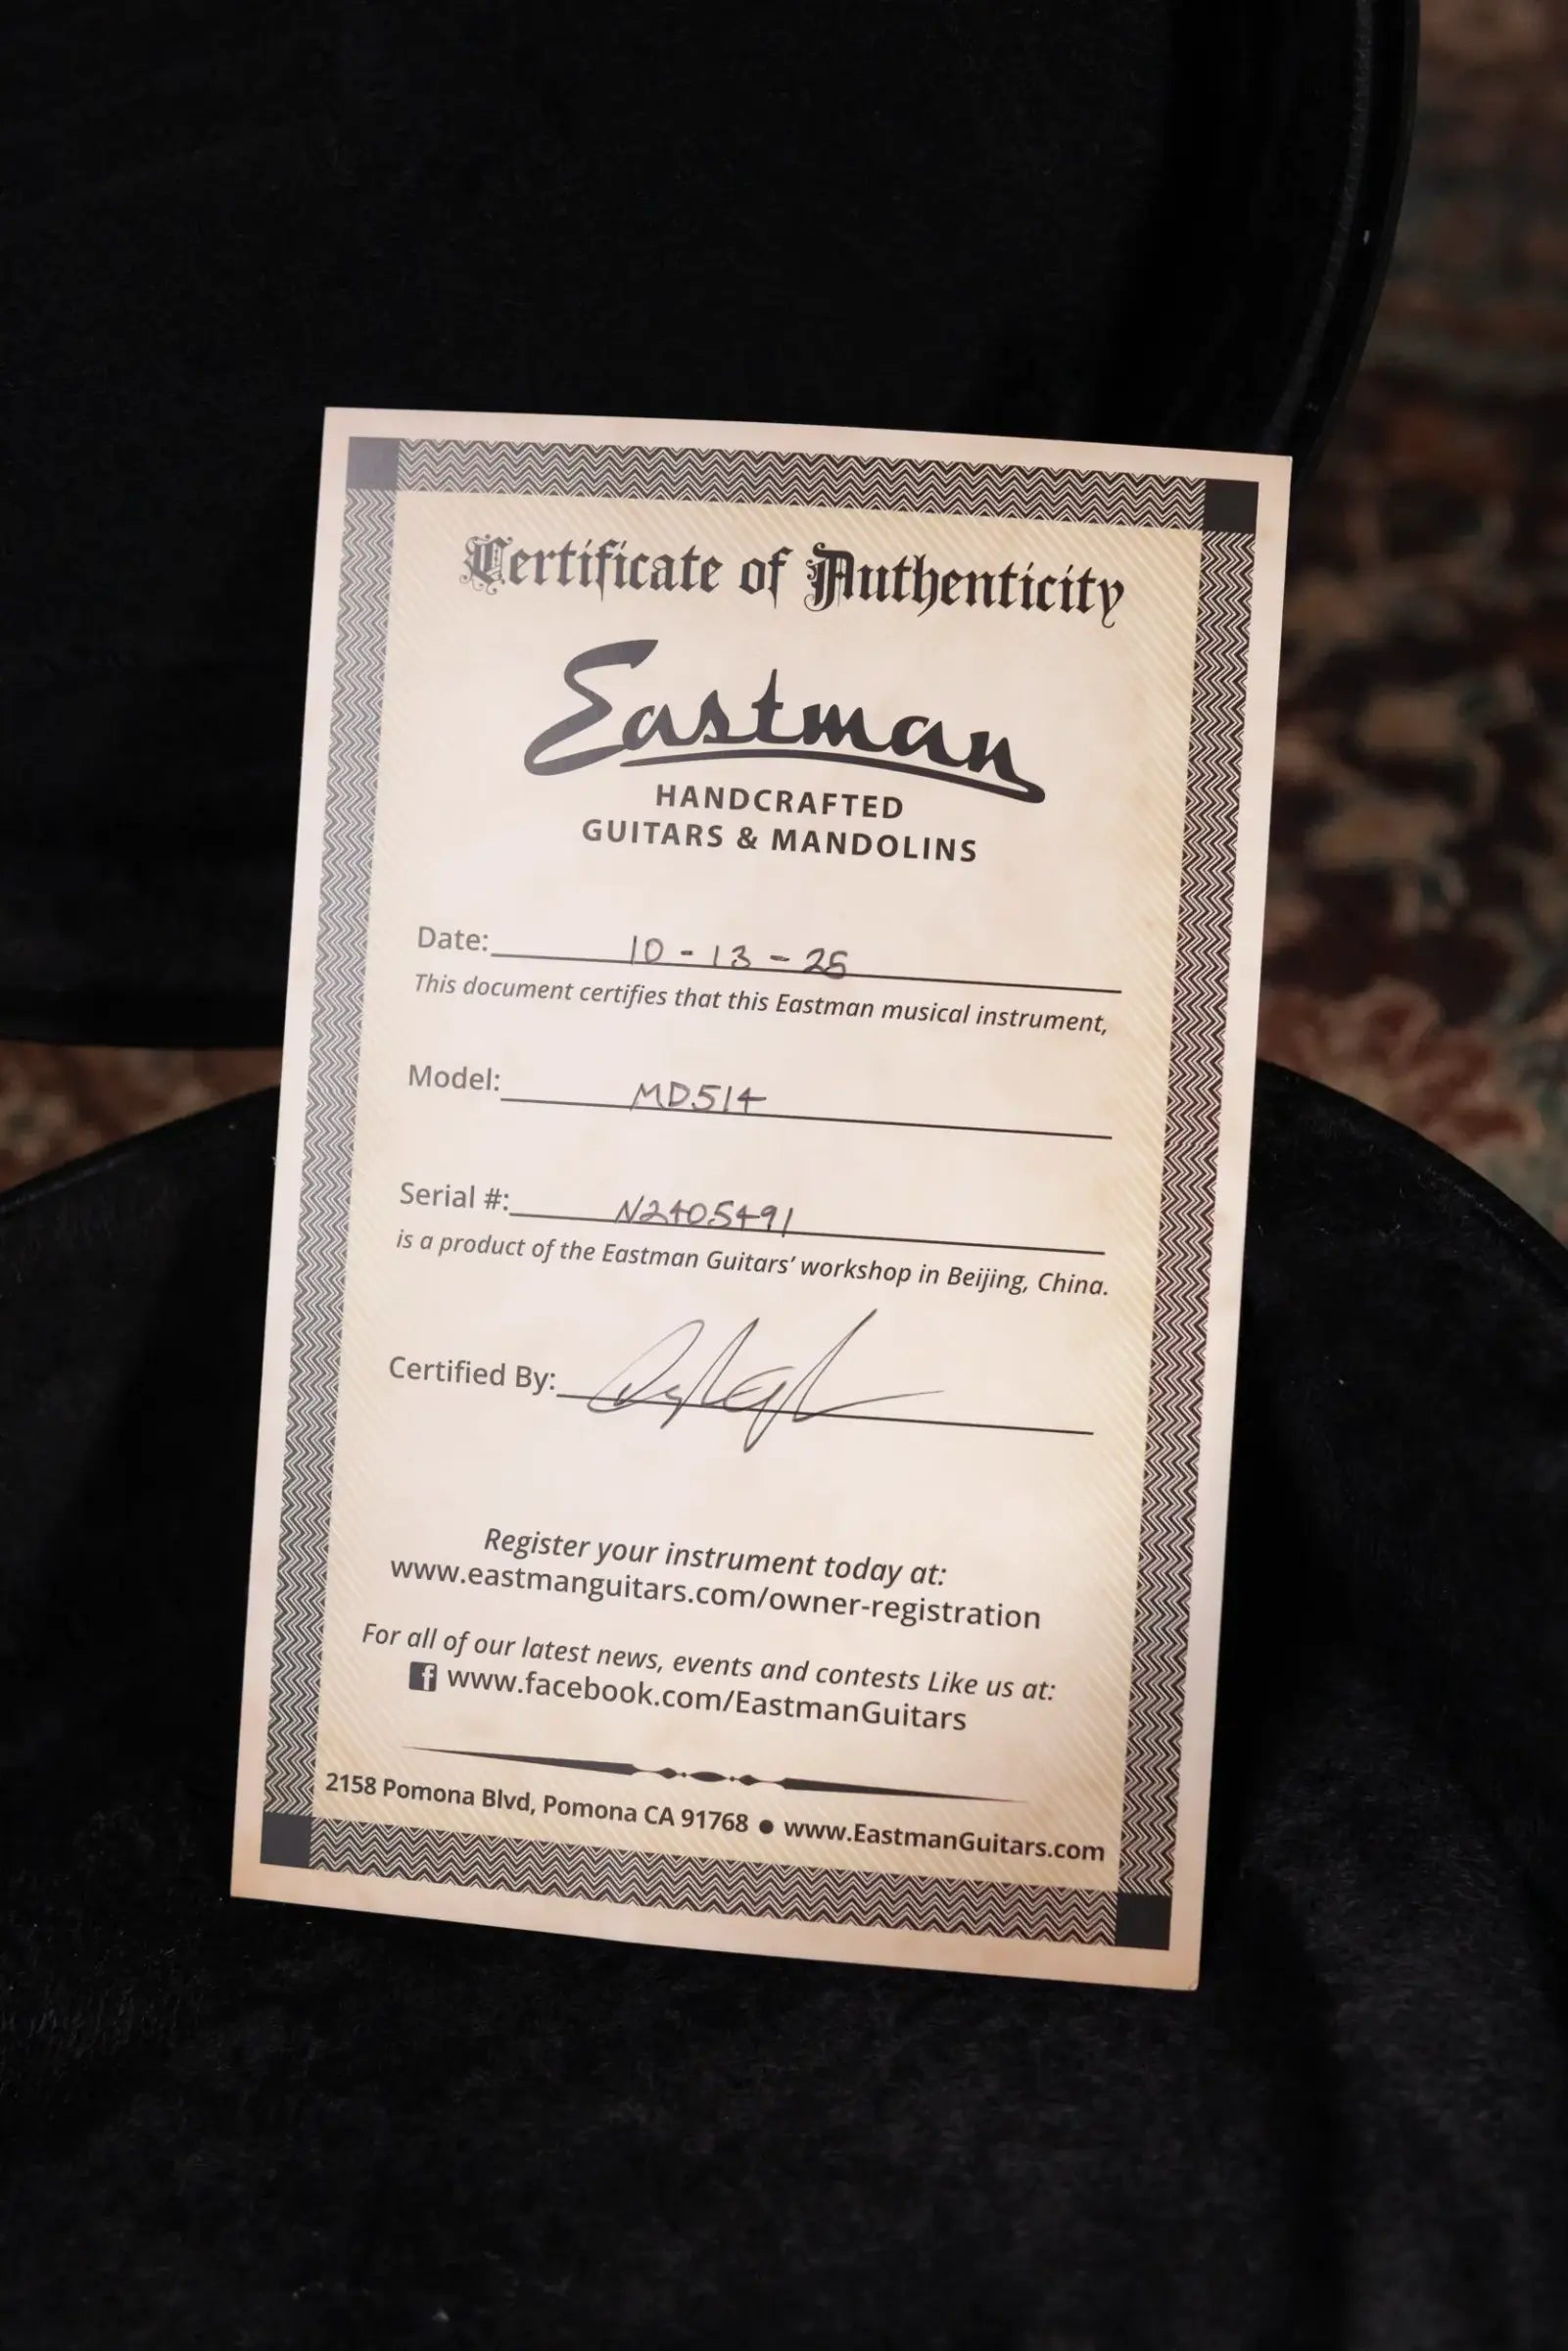 Certificate of Authenticity
Eastman
HANDCRAFTED
GUITARS & MANDOLINS
Date: 10-13-25
This document certifies that this Eastman musical instrument,
Model: MD514
Serial #: N2405491
is a product of the Eastman Guitars' workshop in Beijing, China.
Certified By:
Register your instrument today at:
www.eastmanguitars.com/owner-registration
For all of our latest news, events and contests Like us at:
f www.facebook.com/EastmanGuitars
2158 Pomona Blvd, Pomona CA 91768 ● www.EastmanGuitars.com